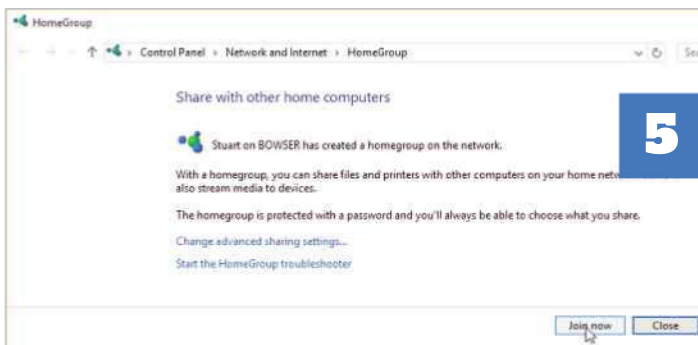 HomeGroup
Control Panel › Network and Internet › HomeGroup
Share with other home computers
5
Stuart on BOWSER has created a homegroup on the network.
With a homegroup, you can share files and printers with other computers on your home
also stream media to devices.
The homegroup is protected with a password and you'll always be able to choose what you share.
Change advanced sharing settings...
Start the HomeGroup troubleshooter
Join now Close